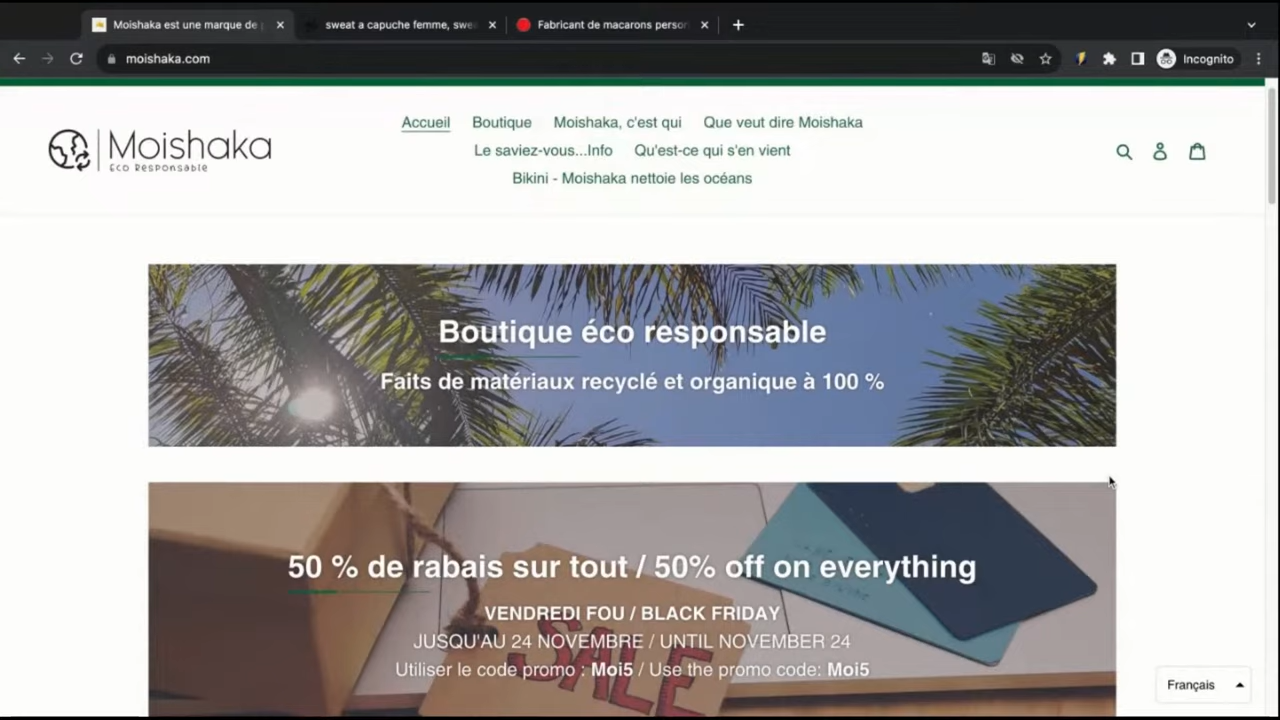 Moishaka est une marque de
sweat a capuche femme, swe
Fabricant de macarons perso
moishaka.com
Incognito
Moishaka
Eco Responsable
Accueil
Boutique
Moishaka, c'est qui
Que veut dire Moishaka
Le saviez-vous...Info
Qu'est-ce qui s'en vient
Bikini - Moishaka nettoie les océans
Boutique éco responsable
Faits de matériaux recyclé et organique à 100 %
50 % de rabais sur tout / 50% off on everything
VENDREDI FOU / BLACK FRIDAY
JUSQU'AU 24 NOVEMBRE / UNTIL NOVEMBER 24
Utiliser le code promo : Moi5 / Use the promo code: Moi5
SALE
Français